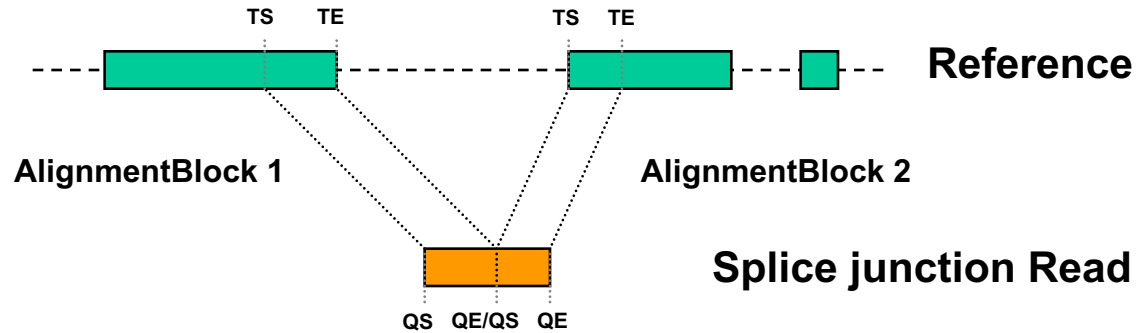 TS TE TS TE
Reference
AlignmentBlock 1 AlignmentBlock 2
Splice junction Read
QS QE/QS QE